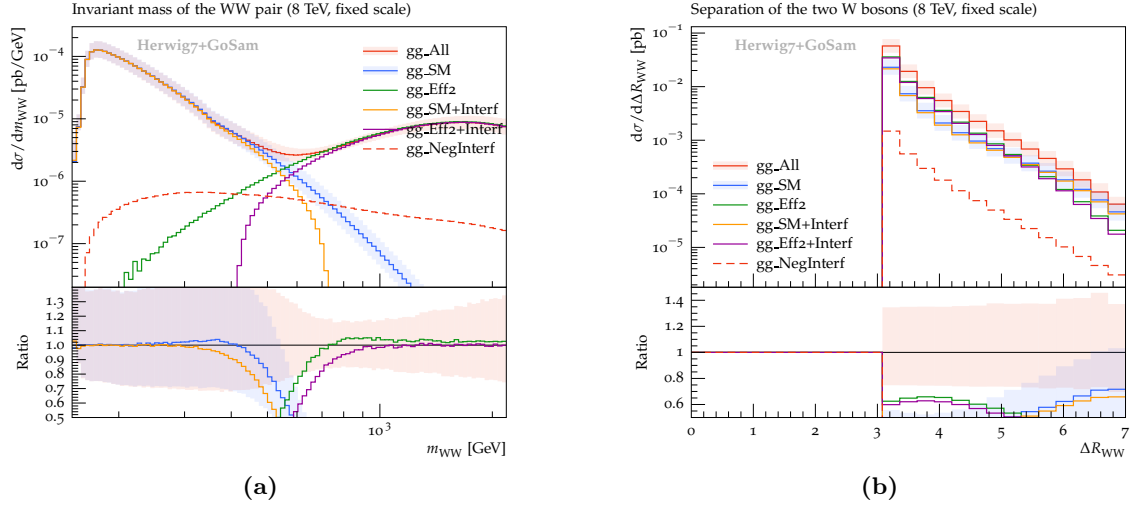 Invariant mass of the WW pair (8 TeV, fixed scale)
Herwig7+GoSam
gg_All
gg_SM
gg_Eff2
gg_SM+Interf
gg_Eff2+Interf
gg_NegInterf
dσ/dm_WW [pb/GeV]
10^−4
10^−5
10^−6
10^−7
Ratio
1.3
1.2
1.1
1.0
0.9
0.8
0.7
0.6
0.5
10^3
m_WW [GeV]
(a)
Separation of the two W bosons (8 TeV, fixed scale)
Herwig7+GoSam
dσ/dΔR_WW [pb]
10^−1
10^−2
10^−3
10^−4
10^−5
gg_All
gg_SM
gg_Eff2
gg_SM+Interf
gg_Eff2+Interf
gg_NegInterf
Ratio
1.4
1.2
1
0.8
0.6
0 1 2 3 4 5 6 7
ΔR_WW
(b)